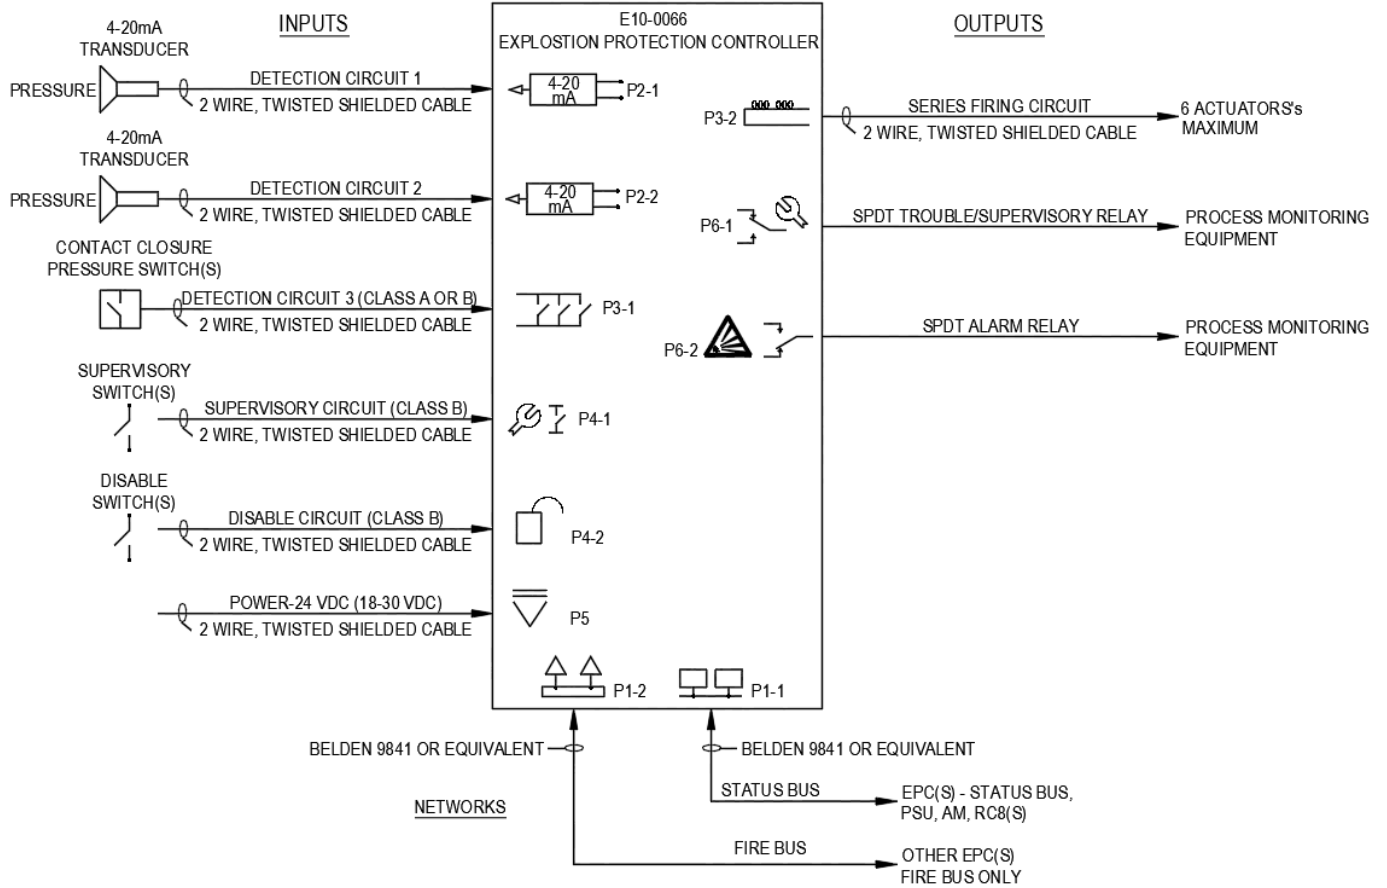 INPUTS
E10-0066
EXPLOSTION PROTECTION CONTROLLER
OUTPUTS
4-20mA
TRANSDUCER
PRESSURE
DETECTION CIRCUIT 1
2 WIRE, TWISTED SHIELDED CABLE
4-20
mA
P2-1
P3-2
SERIES FIRING CIRCUIT
2 WIRE, TWISTED SHIELDED CABLE
6 ACTUATORS's
MAXIMUM
4-20mA
TRANSDUCER
PRESSURE
DETECTION CIRCUIT 2
2 WIRE, TWISTED SHIELDED CABLE
4-20
mA
P2-2
P6-1
SPDT TROUBLE/SUPERVISORY RELAY
PROCESS MONITORING
EQUIPMENT
CONTACT CLOSURE
PRESSURE SWITCH(S)
DETECTION CIRCUIT 3 (CLASS A OR B)
2 WIRE, TWISTED SHIELDED CABLE
P3-1
P6-2
SPDT ALARM RELAY
PROCESS MONITORING
EQUIPMENT
SUPERVISORY
SWITCH(S)
SUPERVISORY CIRCUIT (CLASS B)
2 WIRE, TWISTED SHIELDED CABLE
P4-1
DISABLE
SWITCH(S)
DISABLE CIRCUIT (CLASS B)
2 WIRE, TWISTED SHIELDED CABLE
P4-2
POWER-24 VDC (18-30 VDC)
2 WIRE, TWISTED SHIELDED CABLE
P5
P1-2
P1-1
BELDEN 9841 OR EQUIVALENT
BELDEN 9841 OR EQUIVALENT
NETWORKS
STATUS BUS
EPC(S) - STATUS BUS,
PSU, AM, RC8(S)
FIRE BUS
OTHER EPC(S)
FIRE BUS ONLY